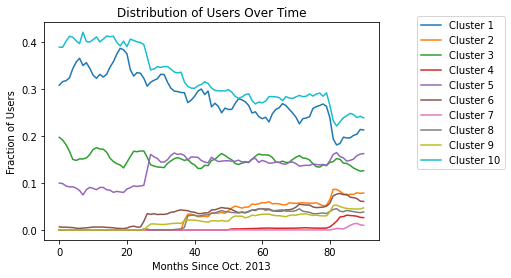 Distribution of Users Over Time
Fraction of Users
0.4
0.3
0.2
0.1
0.0
0
20
40
60
80
Months Since Oct. 2013
Cluster 1
Cluster 2
Cluster 3
Cluster 4
Cluster 5
Cluster 6
Cluster 7
Cluster 8
Cluster 9
Cluster 10